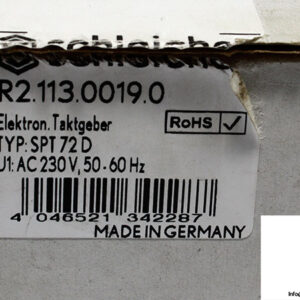 schleiche
R2.113.0019.0
Elektron. Taktgeber
RoHS
TYP: SPT 72 D
U1: AC 230 V, 50 - 60 Hz
4 046521 342287
MADE IN GERMANY